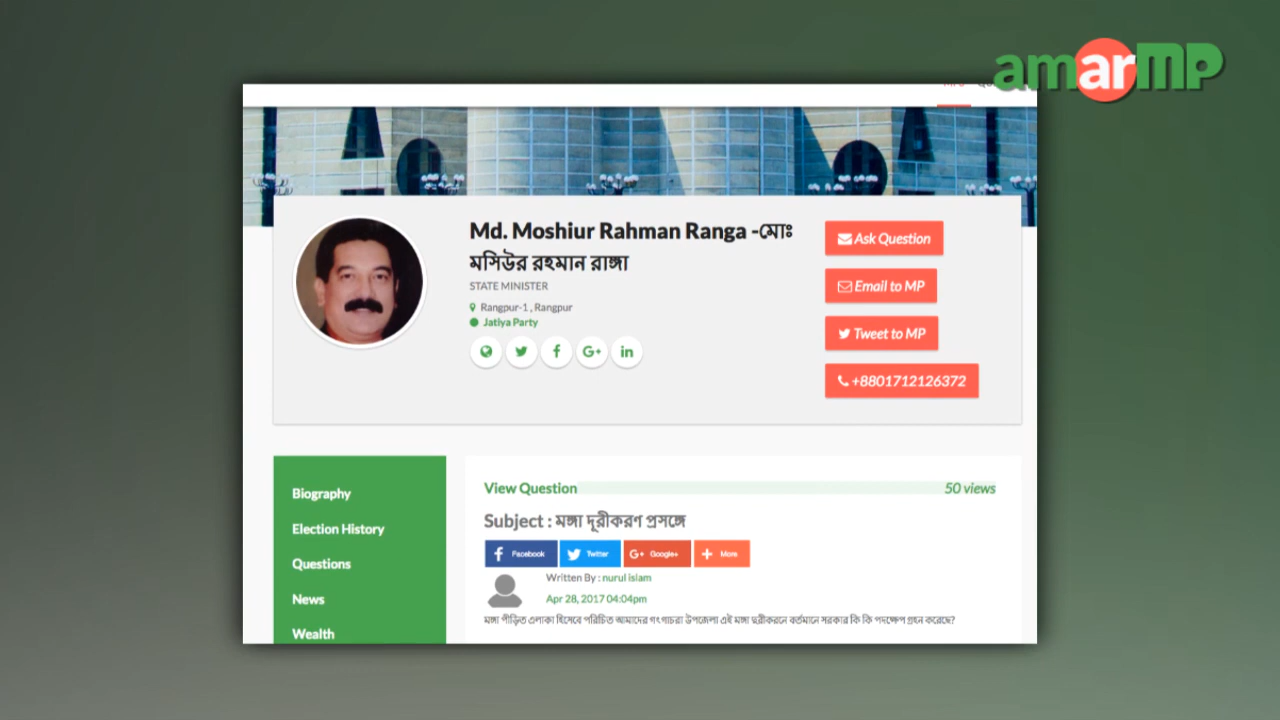 amarMP
Md. Moshiur Rahman Ranga -মোঃ
মসিউর রহমান রাঙ্গা
STATE MINISTER
Rangpur-1 , Rangpur
Jatiya Party
Ask Question
Email to MP
Tweet to MP
+8801712126372
Biography
Election History
Questions
News
Wealth
View Question
50 views
Subject : মঙ্গা দূরীকরণ প্রসঙ্গে
Facebook Twitter Google+ More
Written By : nurul islam
Apr 28, 2017 04:04pm
মঙ্গা পীড়িত এলাকা হিসেবে পরিচিত আমাদের গংগাচরা উপজেলা এই মঙ্গা দুরীকরনে বর্তমানে সরকার কি কি পদক্ষেপ গ্রহন করেছে?